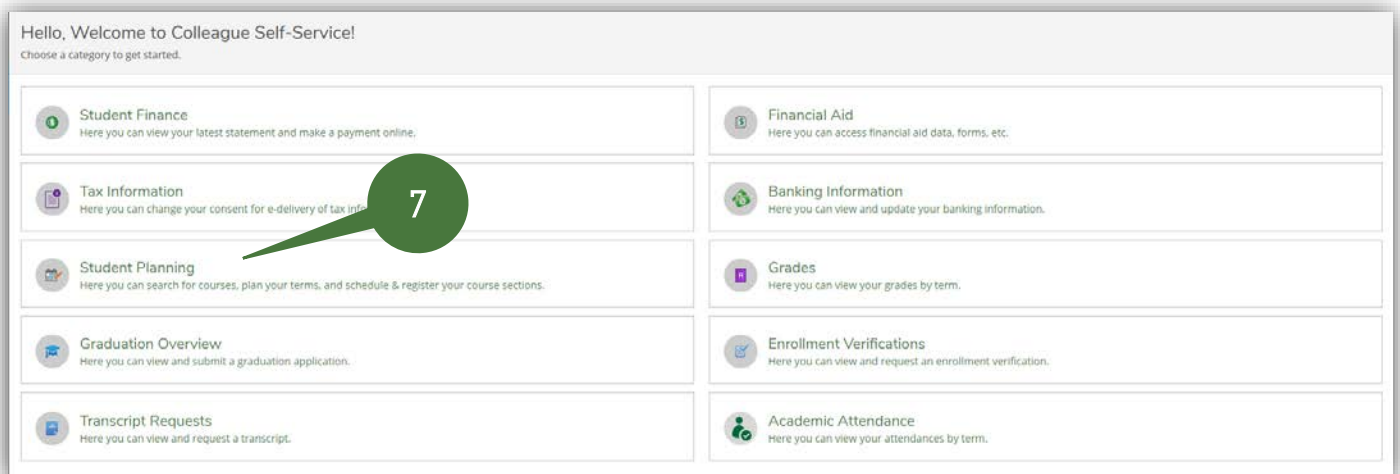 Hello, Welcome to Colleague Self-Service!
Choose a category to get started.
Student Finance
Here you can view your latest statement and make a payment online.
Financial Aid
Here you can access financial aid data, forms, etc.
Tax Information
Here you can change your consent for e-delivery of tax
7
Banking Information
Here you can view and update your banking information.
Student Planning
Here you can search for courses, plan your terms, and schedule & register your course sections.
Grades
Here you can view your grades by term.
Graduation Overview
Here you can view and submit a graduation application.
Enrollment Verifications
Here you can view and request an enrollment verification.
Transcript Requests
Here you can view and request a transcript.
Academic Attendance
Here you can view your attendances by term.